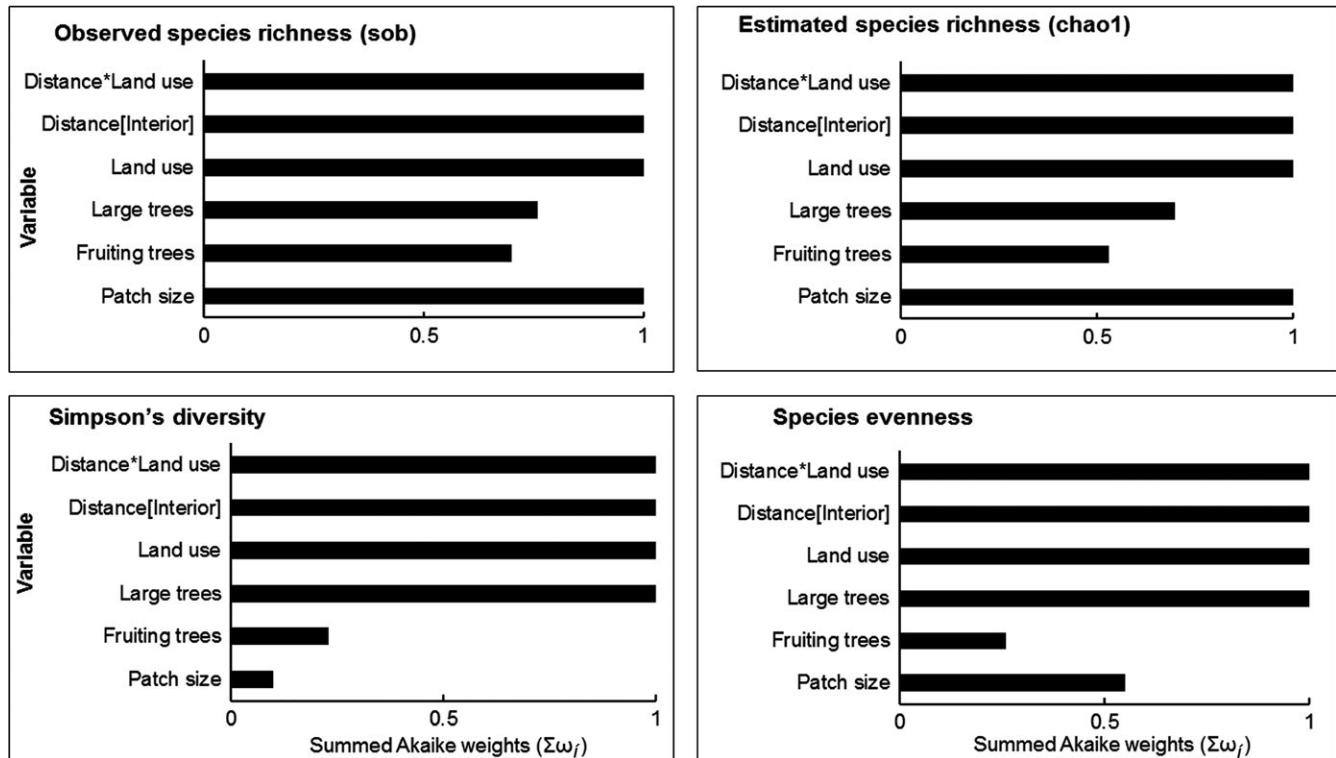 Observed species richness (sob)
Variable
Distance*Land use
Distance[Interior]
Land use
Large trees
Fruiting trees
Patch size
0 0.5 1
Estimated species richness (chao1)
Distance*Land use
Distance[Interior]
Land use
Large trees
Fruiting trees
Patch size
0 0.5 1
Simpson's diversity
Variable
Distance*Land use
Distance[Interior]
Land use
Large trees
Fruiting trees
Patch size
0 0.5 1
Summed Akaike weights (Σω𝑖)
Species evenness
Distance*Land use
Distance[Interior]
Land use
Large trees
Fruiting trees
Patch size
0 0.5 1
Summed Akaike weights (Σω𝑖)